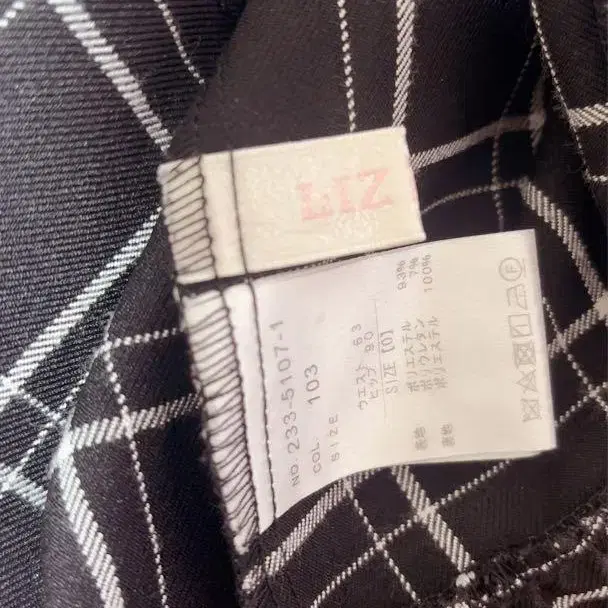 LIZ
NO. 233-5107-1
COL. 103
SIZE
ウエスト 63
ヒップ 90
SIZE [0]
表地 ポリエステル 93%
ポリウレタン 7%
裏地 ポリエステル 100%
F